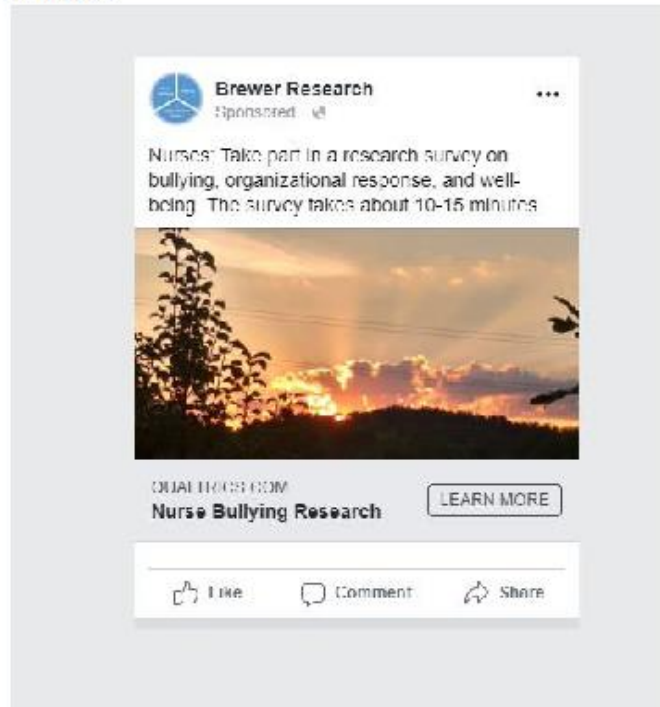 Brewer Research
Sponsored
Nurses: Take part in a research survey on
bullying, organizational response, and well-
being. The survey takes about 10-15 minutes
QUALTRICS.COM
Nurse Bullying Research
LEARN MORE
Like Comment Share